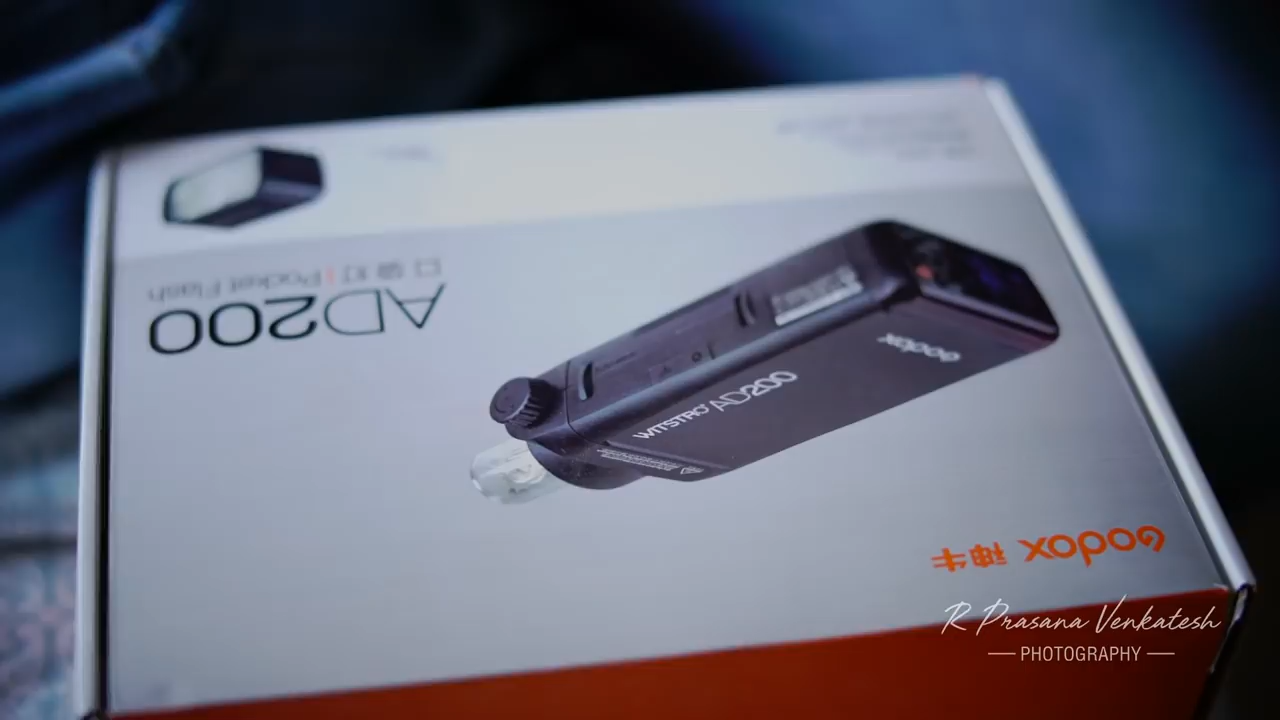 Godox 神牛
Godox
WITSTRO AD200
AD200
口袋灯 | Pocket Flash
R Prasana Venkatesh
PHOTOGRAPHY